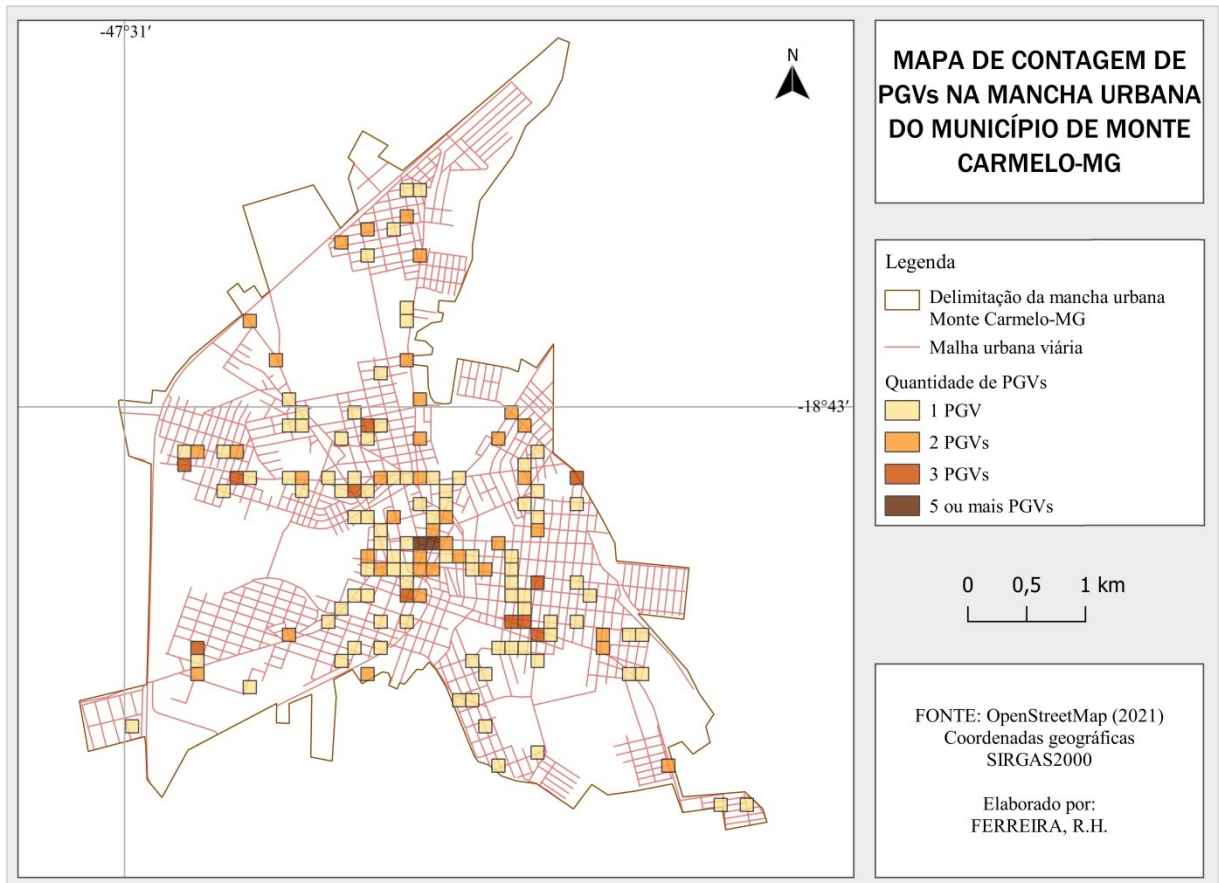 -47°31′
N
-18°43′
MAPA DE CONTAGEM DE
PGVs NA MANCHA URBANA
DO MUNICÍPIO DE MONTE
CARMELO-MG
Legenda
Delimitação da mancha urbana
Monte Carmelo-MG
Malha urbana viária
Quantidade de PGVs
1 PGV
2 PGVs
3 PGVs
5 ou mais PGVs
0 0,5 1 km
FONTE: OpenStreetMap (2021)
Coordenadas geográficas
SIRGAS2000
Elaborado por:
FERREIRA, R.H.